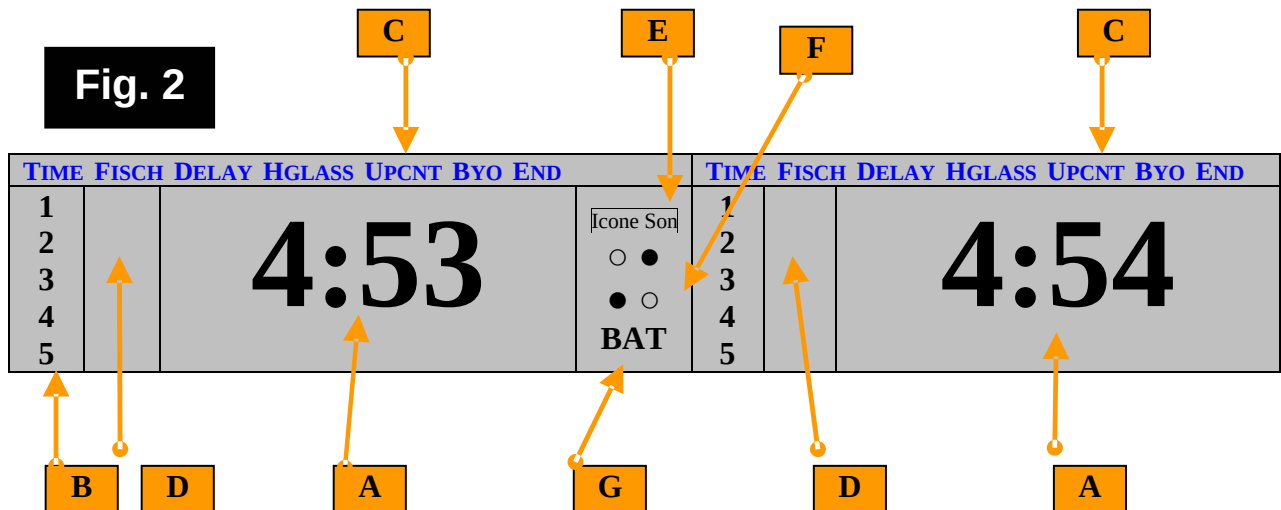 C E C
F
Fig. 2
TIME FISCH DELAY HGLASS UPCNT BYO END TIME FISCH DELAY HGLASS UPCNT BYO END
1
2
3
4
5
4:53
Icone Son
○ ●
● ○
BAT
1
2
3
4
5
4:54
B D A G D A